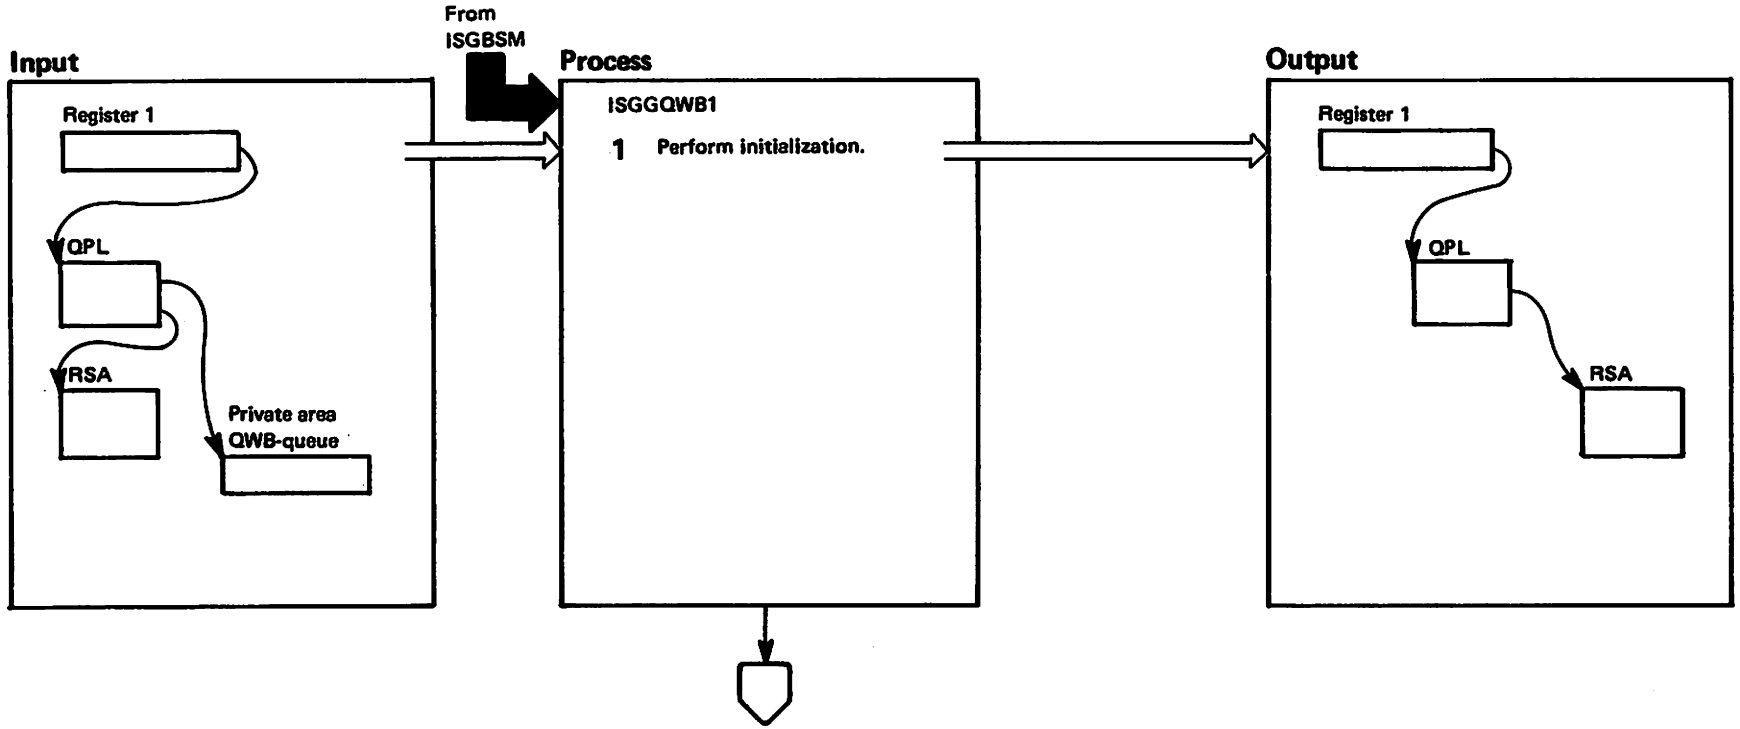 From
ISGBSM
Input
Process
Output
Register 1
QPL
RSA
Private area
QWB-queue
ISGGQWB1
1 Perform initialization.
Register 1
QPL
RSA